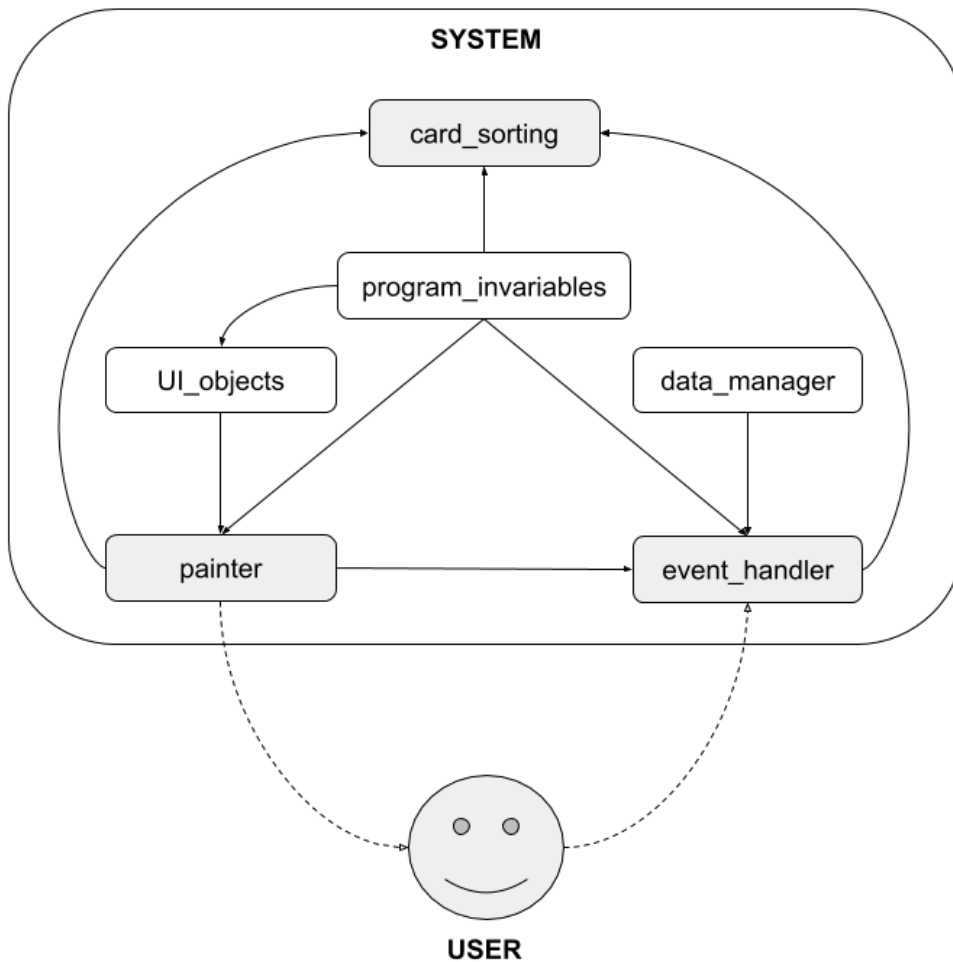 SYSTEM
card_sorting
program_invariables
UI_objects
data_manager
painter
event_handler
USER